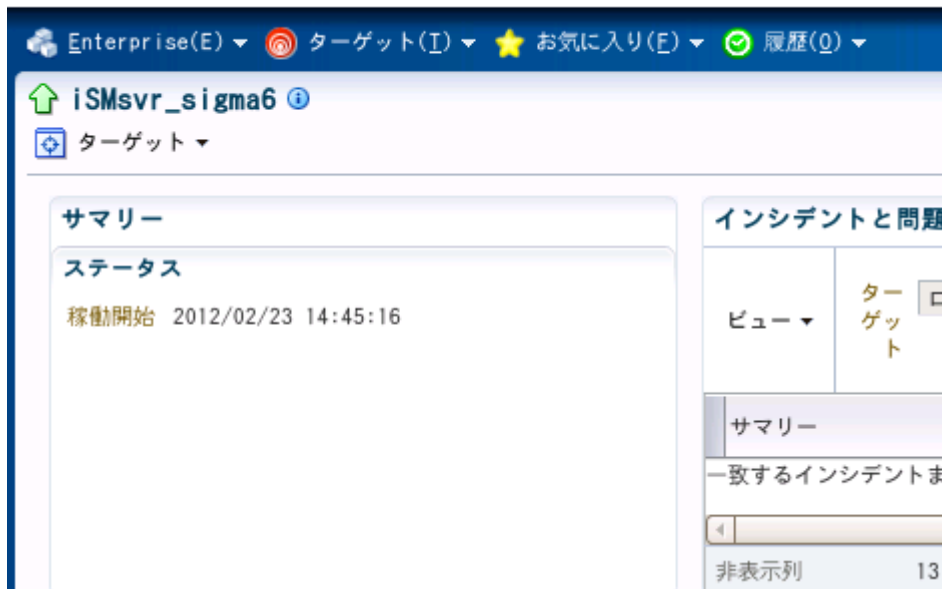 Enterprise(E) ターゲット(T) お気に入り(F) 履歴(O)
iSMsvr_sigma6
ターゲット
サマリー
ステータス
稼働開始 2012/02/23 14:45:16
インシデントと問題
ビュー
ター
ゲッ
ト
ロ
サマリー
一致するインシデントま
非表示列 13